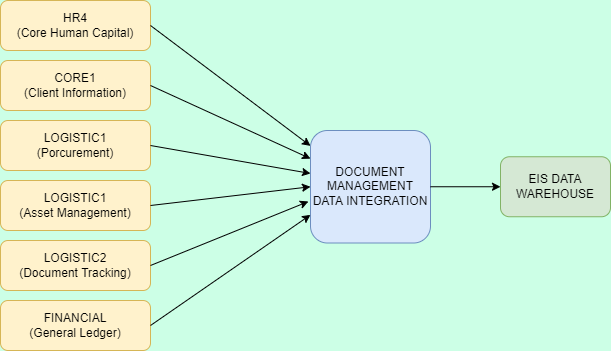 HR4
(Core Human Capital)
CORE1
(Client Information)
LOGISTIC1
(Porcurement)
LOGISTIC1
(Asset Management)
LOGISTIC2
(Document Tracking)
FINANCIAL
(General Ledger)
DOCUMENT
MANAGEMENT
DATA INTEGRATION
EIS DATA
WAREHOUSE